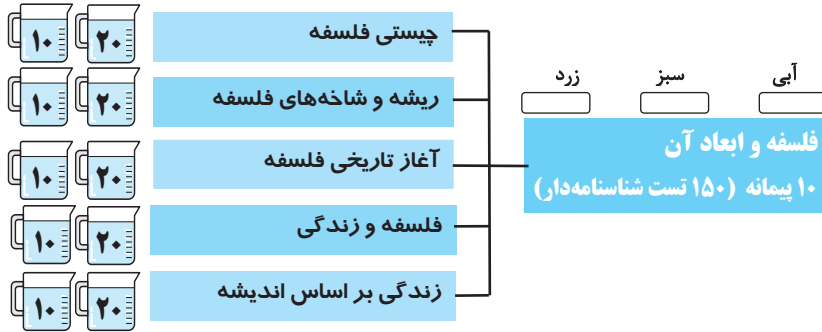 آبی
سبز
زرد
فلسفه و ابعاد آن
۱۰ پیمانه (۱۵۰ تست شناسنامه‌دار)
چیستی فلسفه
۲۰
۱۰
ریشه و شاخه‌های فلسفه
۲۰
۱۰
آغاز تاریخی فلسفه
۲۰
۱۰
فلسفه و زندگی
۲۰
۱۰
زندگی بر اساس اندیشه
۲۰
۱۰